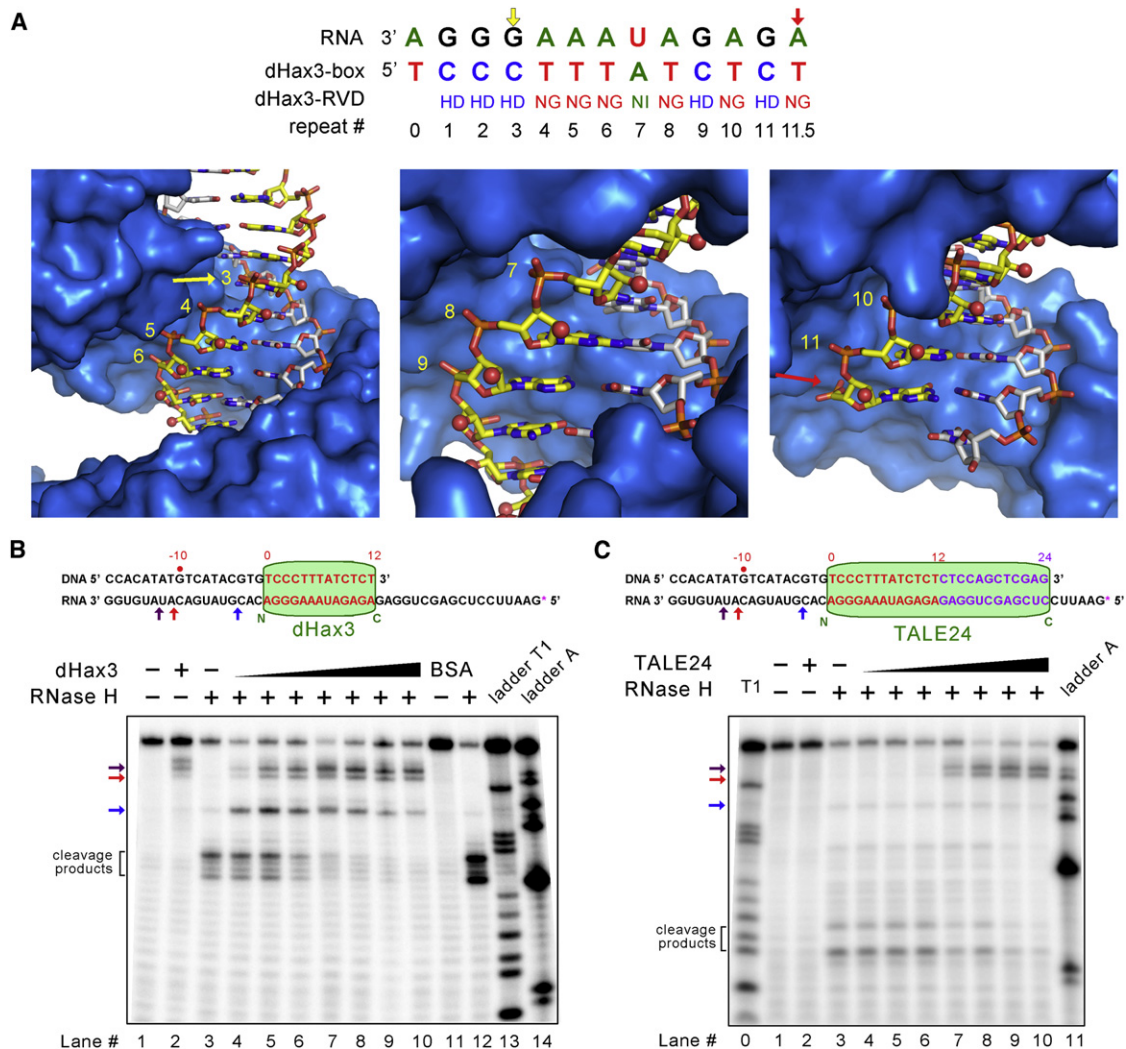 A
RNA 3' A G G G A A A U A G A G A
dHax3-box 5' T C C C T T T A T C T C T
dHax3-RVD HD HD HD NG NG NG NI NG HD NG HD NG
repeat # 0 1 2 3 4 5 6 7 8 9 10 11 11.5
3
4
5
6
7
8
9
10
11
B
-10 0 12
DNA 5' CCACATATGTCATACGTGTCCCTTTATCTCT 3'
RNA 3' GGUGUAUACAGUAUGCACAGGGAAAUAGAGAGAGGUCGAGCUCCUUAAG* 5'
N C
dHax3
dHax3 − + − BSA ladder T1 ladder A
RNase H − − + + + + + + + + − +
cleavage products
Lane # 1 2 3 4 5 6 7 8 9 10 11 12 13 14
C
-10 0 12 24
DNA 5' CCACATATGTCATACGTGTCCCTTTATCTCTCTCCAGCTCGAG 3'
RNA 3' GGUGUAUACAGUAUGCACAGGGAAAUAGAGAGAGGUCGAGCUCCUUAAG* 5'
N C
TALE24
TALE24 − + − ladder A
RNase H T1 − − + + + + + + + +
cleavage products
Lane # 0 1 2 3 4 5 6 7 8 9 10 11